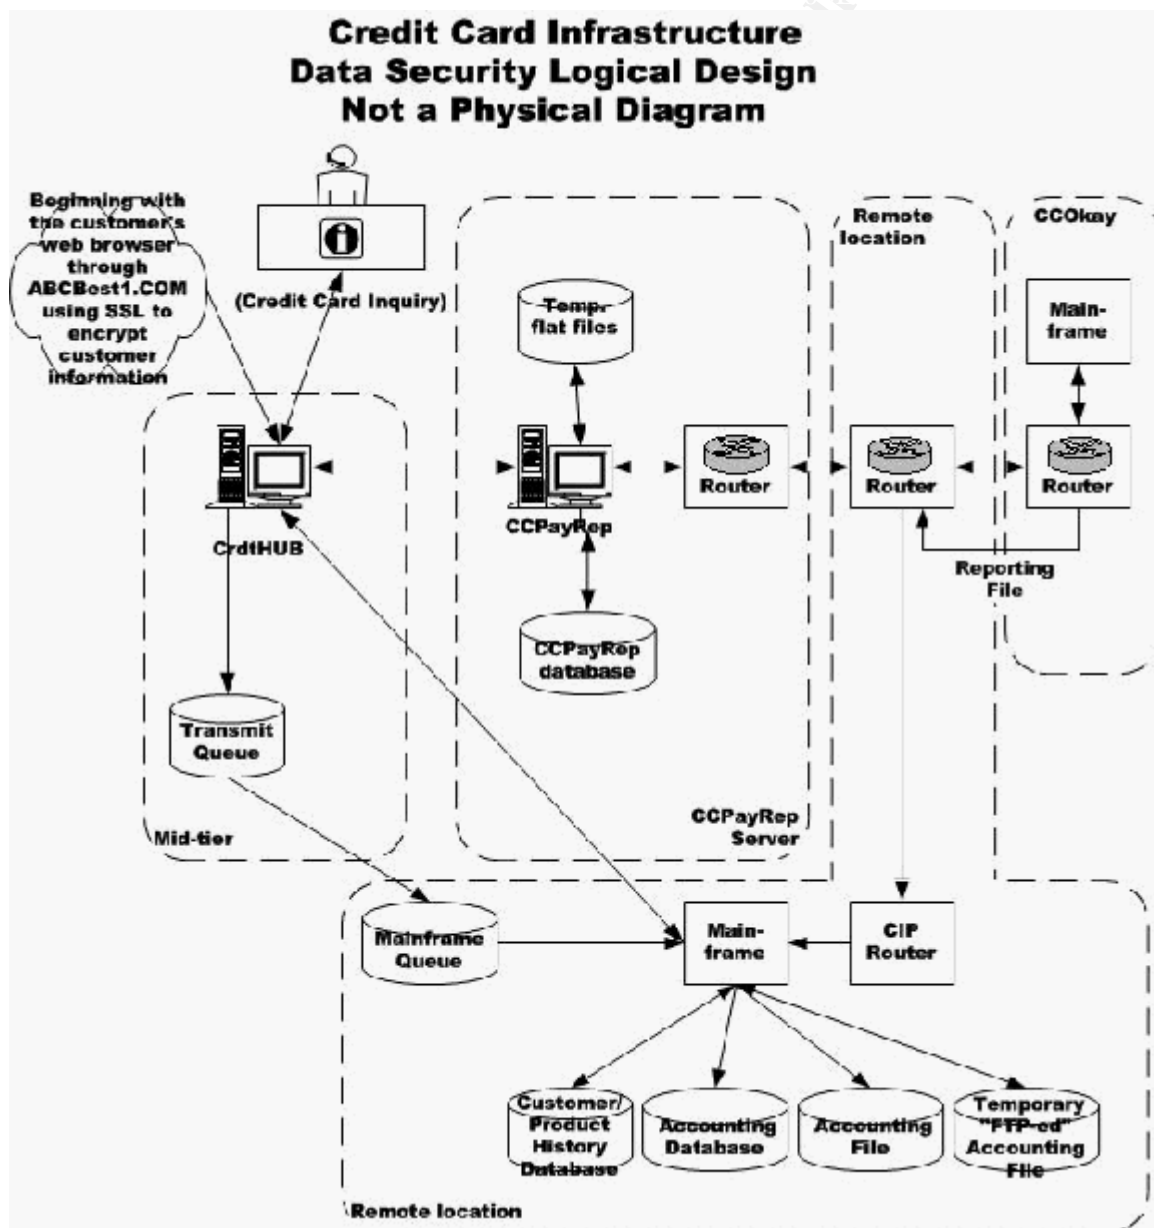 Credit Card Infrastructure
Data Security Logical Design
Not a Physical Diagram
Beginning with
the customer's
web browser
through
ABCBest1.COM
using SSL to
encrypt
customer
information
(Credit Card Inquiry)
Temp.
flat files
Remote
location
CCOkay
Main-
frame
CrdtHUB
CCPayRep
Router
Router
Router
Reporting
File
CCPayRep
database
Transmit
Queue
Mid-tier
CCPayRep
Server
Mainframe
Queue
Main-
frame
CIP
Router
Customer/
Product
History
Database
Accounting
Database
Accounting
File
Temporary
"FTP-ed"
Accounting
File
Remote location